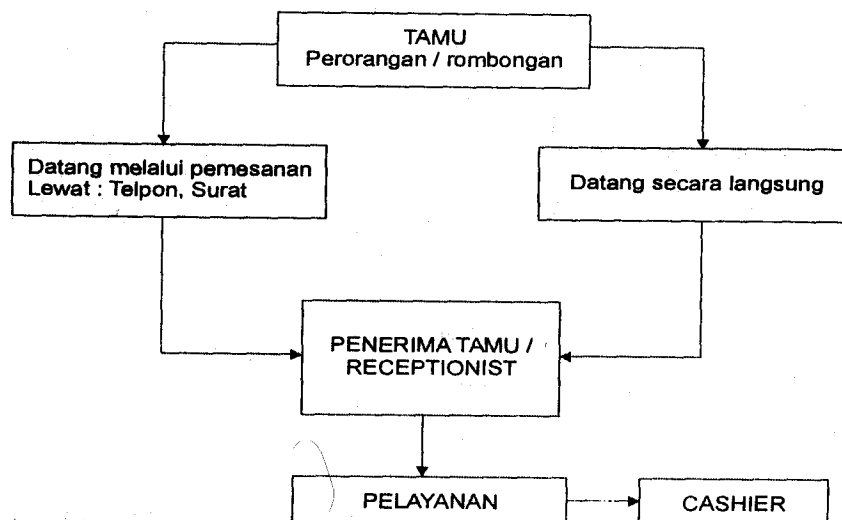 TAMU
Perorangan / rombongan
Datang melalui pemesanan
Lewat : Telpon, Surat
Datang secara langsung
PENERIMA TAMU /
RECEPTIONIST
PELAYANAN
CASHIER